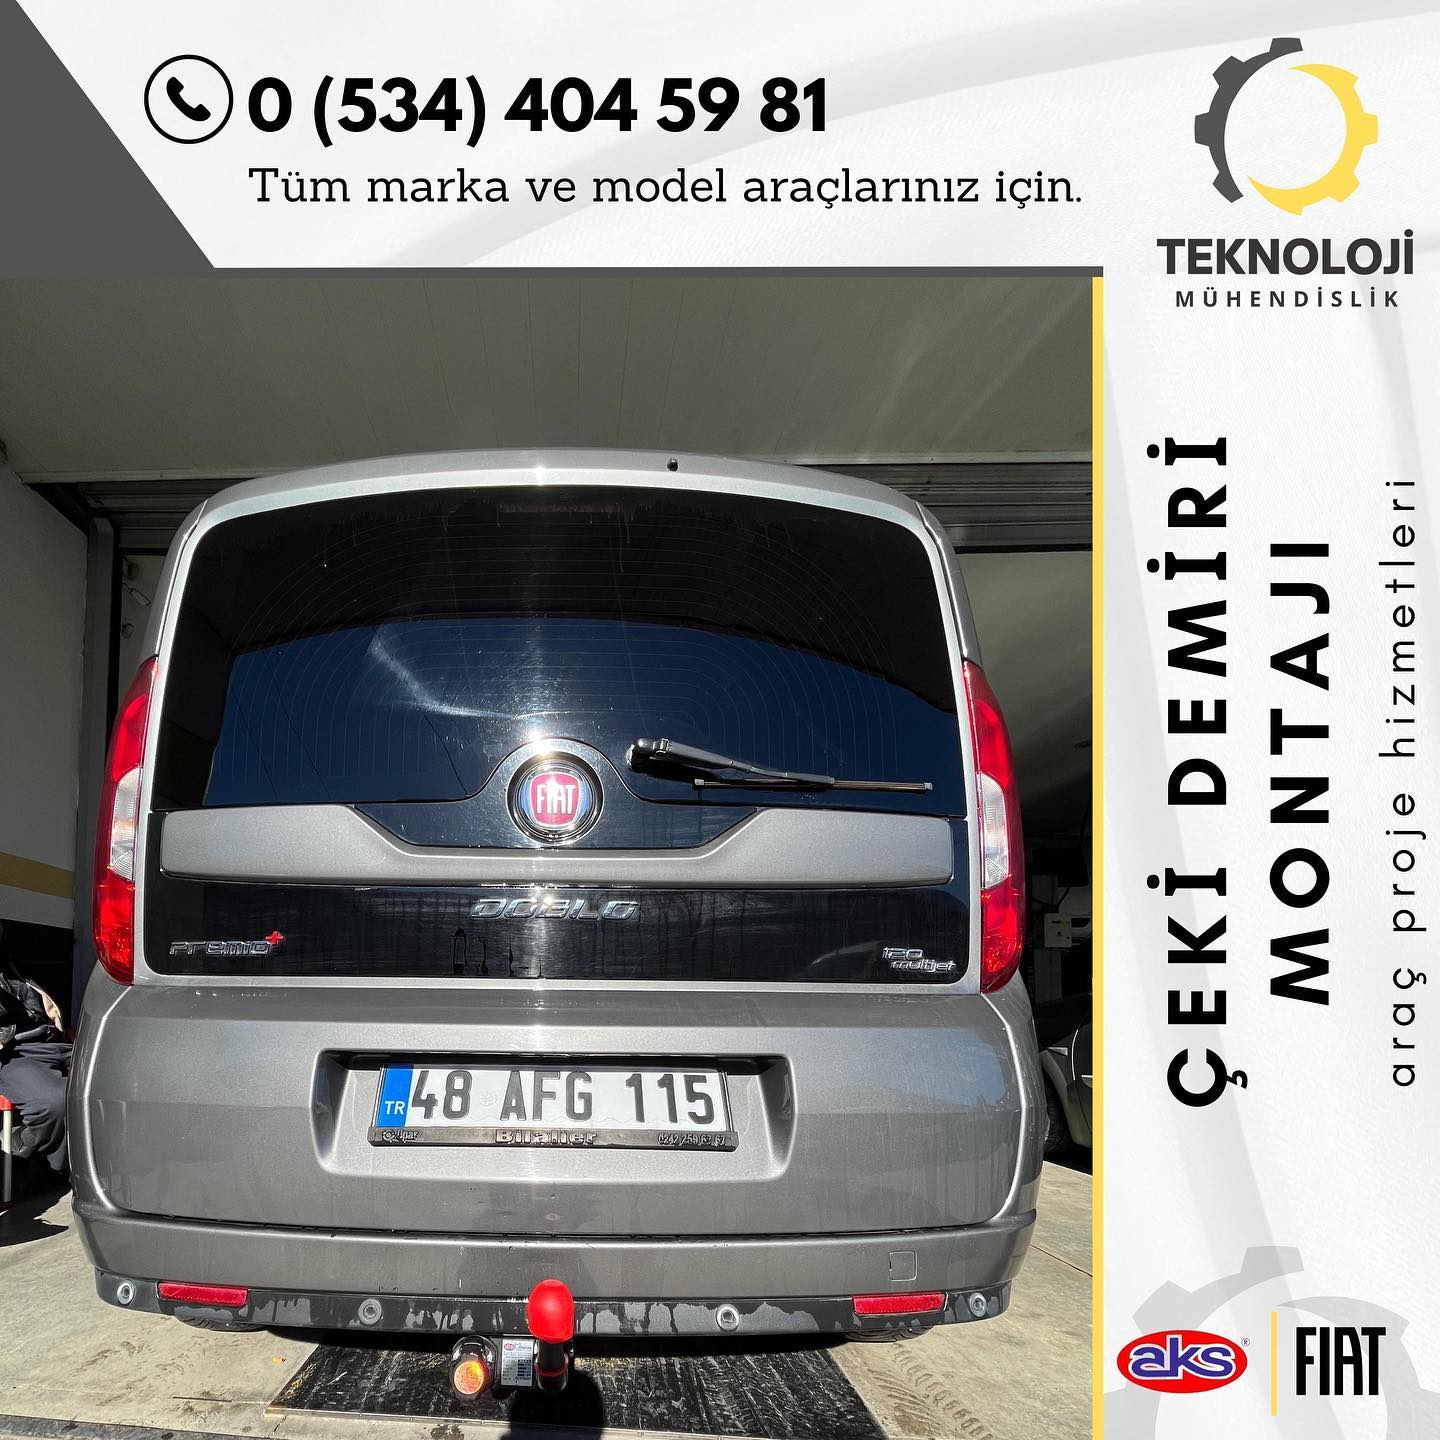 0 (534) 404 59 81
Tüm marka ve model araçlarınız için.
TEKNOLOJİ
MÜHENDİSLİK
ÇEKİ DEMİRİ
MONTAJI
araç proje hizmetleri
FIAT
DOBLO
Premio+
120
multijet
TR 48 AFG 115
Bilaller
aks®
FIAT